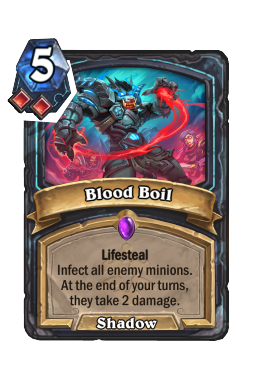 5
Blood Boil
Lifesteal
Infect all enemy minions.
At the end of your turns,
they take 2 damage.
Shadow